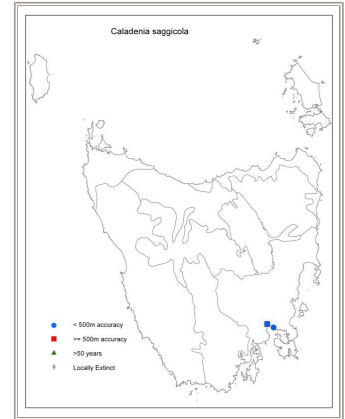 Caladenia saggicola
< 500m accuracy
>= 500m accuracy
>50 years
Locally Extinct